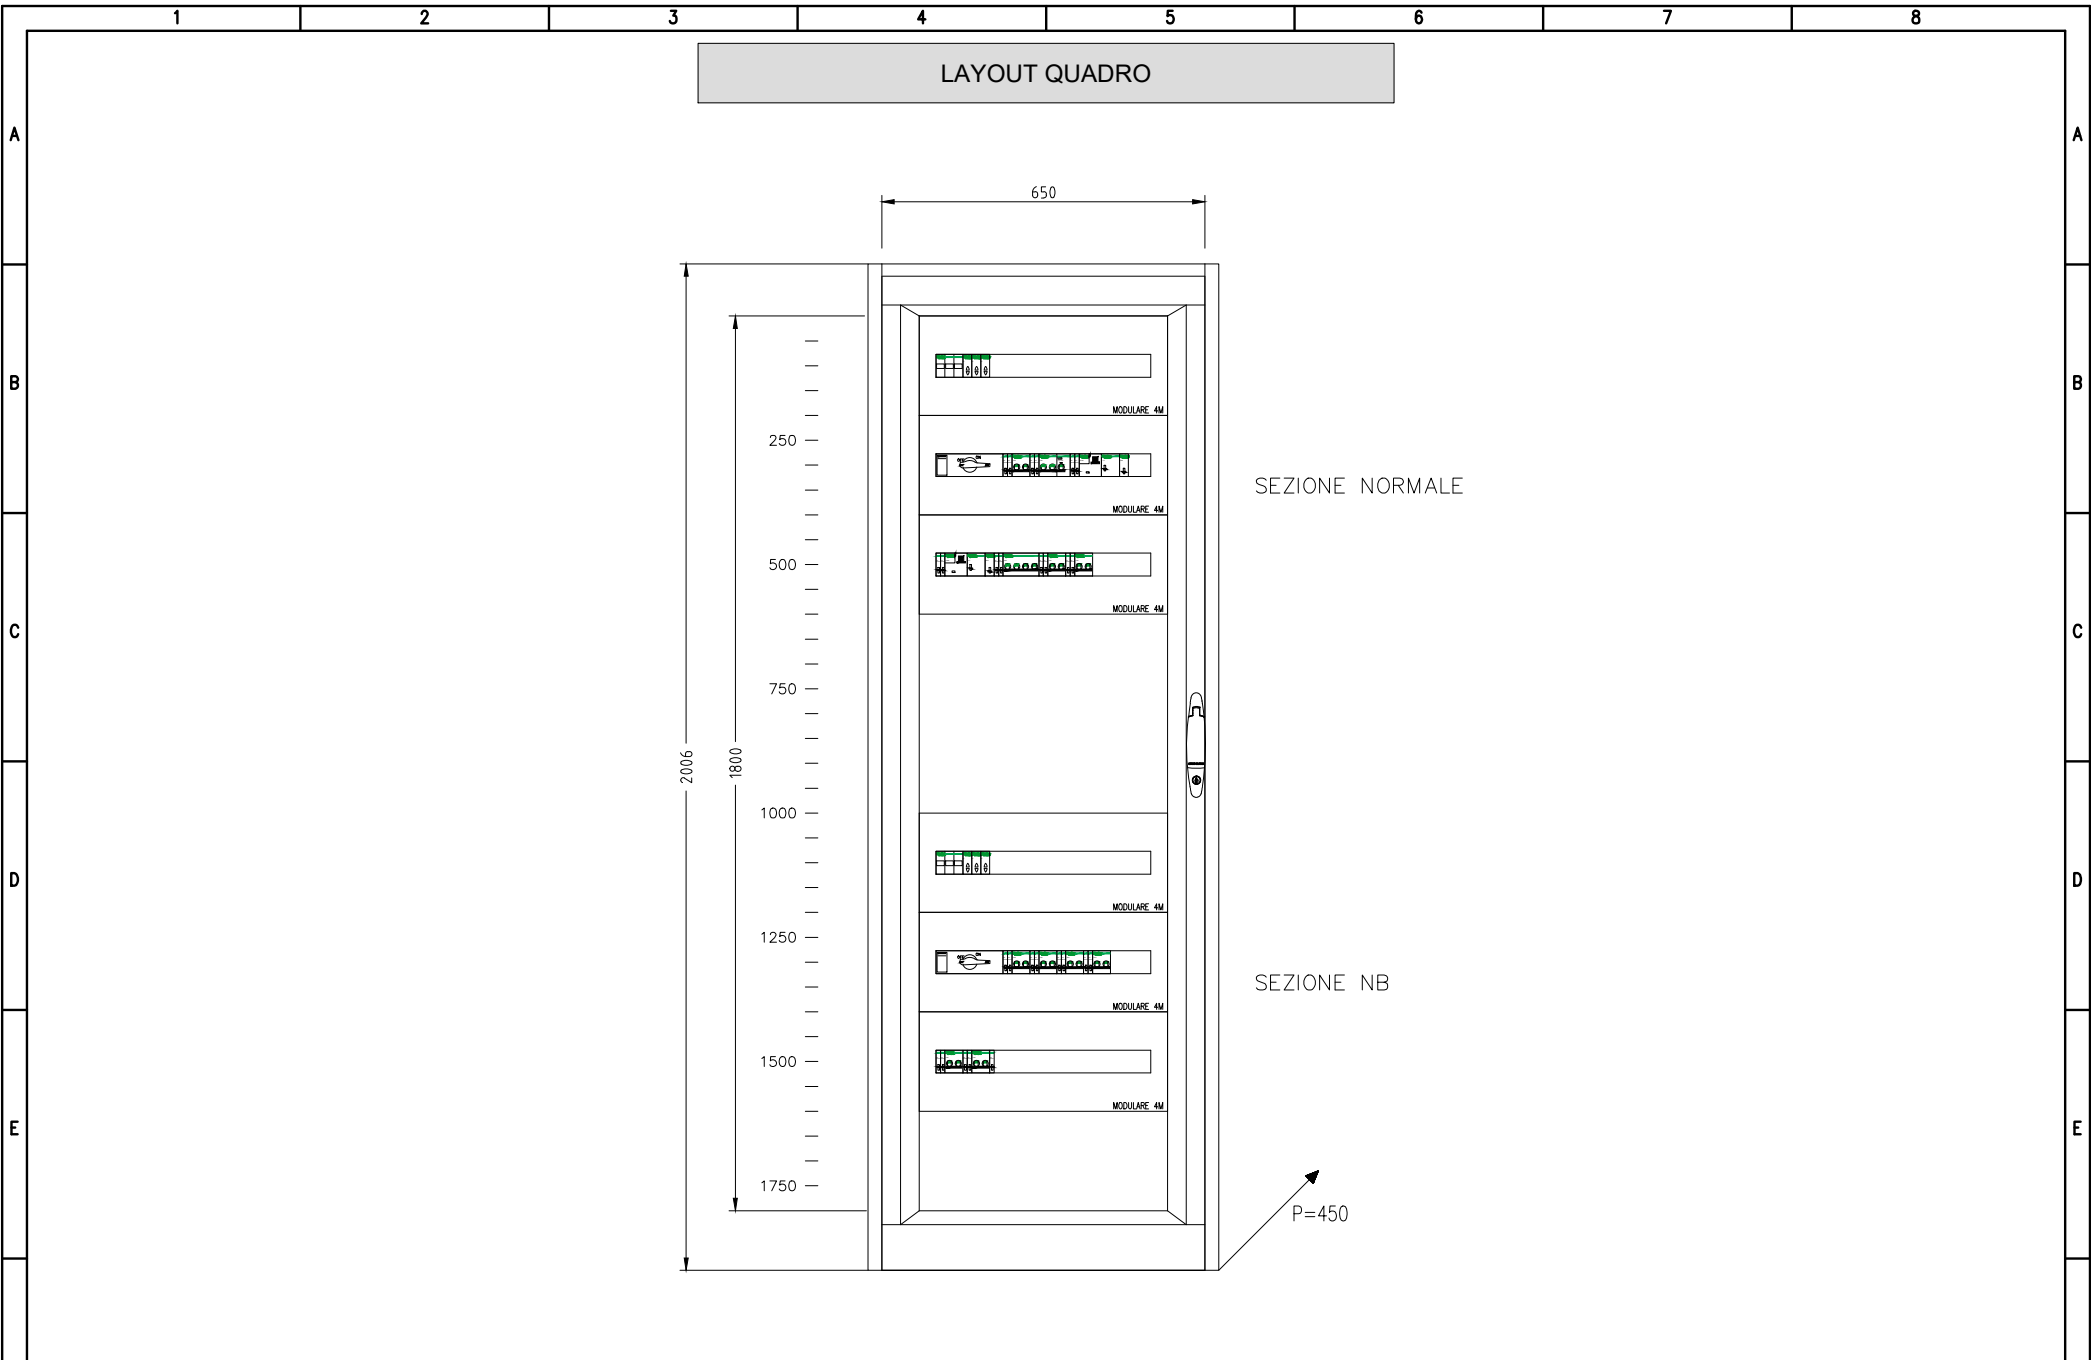 1 2 3 4 5 6 7 8
LAYOUT QUADRO
A A
650
B B
MODULARE 4M
250
SEZIONE NORMALE
MODULARE 4M
500
MODULARE 4M
C C
750
2006
1800
1000
D D
MODULARE 4M
1250
SEZIONE NB
MODULARE 4M
1500
MODULARE 4M
E E
1750
P=450